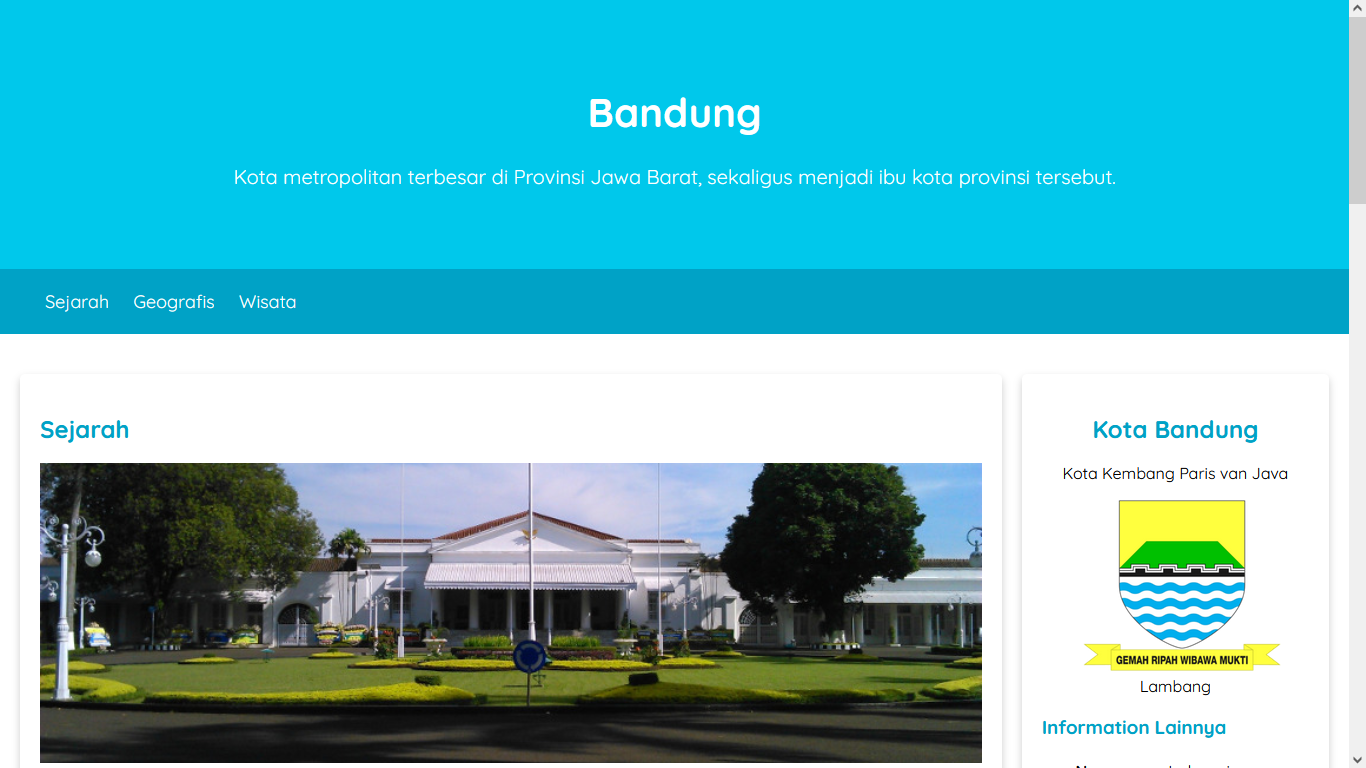 Bandung
Kota metropolitan terbesar di Provinsi Jawa Barat, sekaligus menjadi ibu kota provinsi tersebut.
Sejarah Geografis Wisata
Sejarah
Kota Bandung
Kota Kembang Paris van Java
GEMAH RIPAH WIBAWA MUKTI
Lambang
Information Lainnya